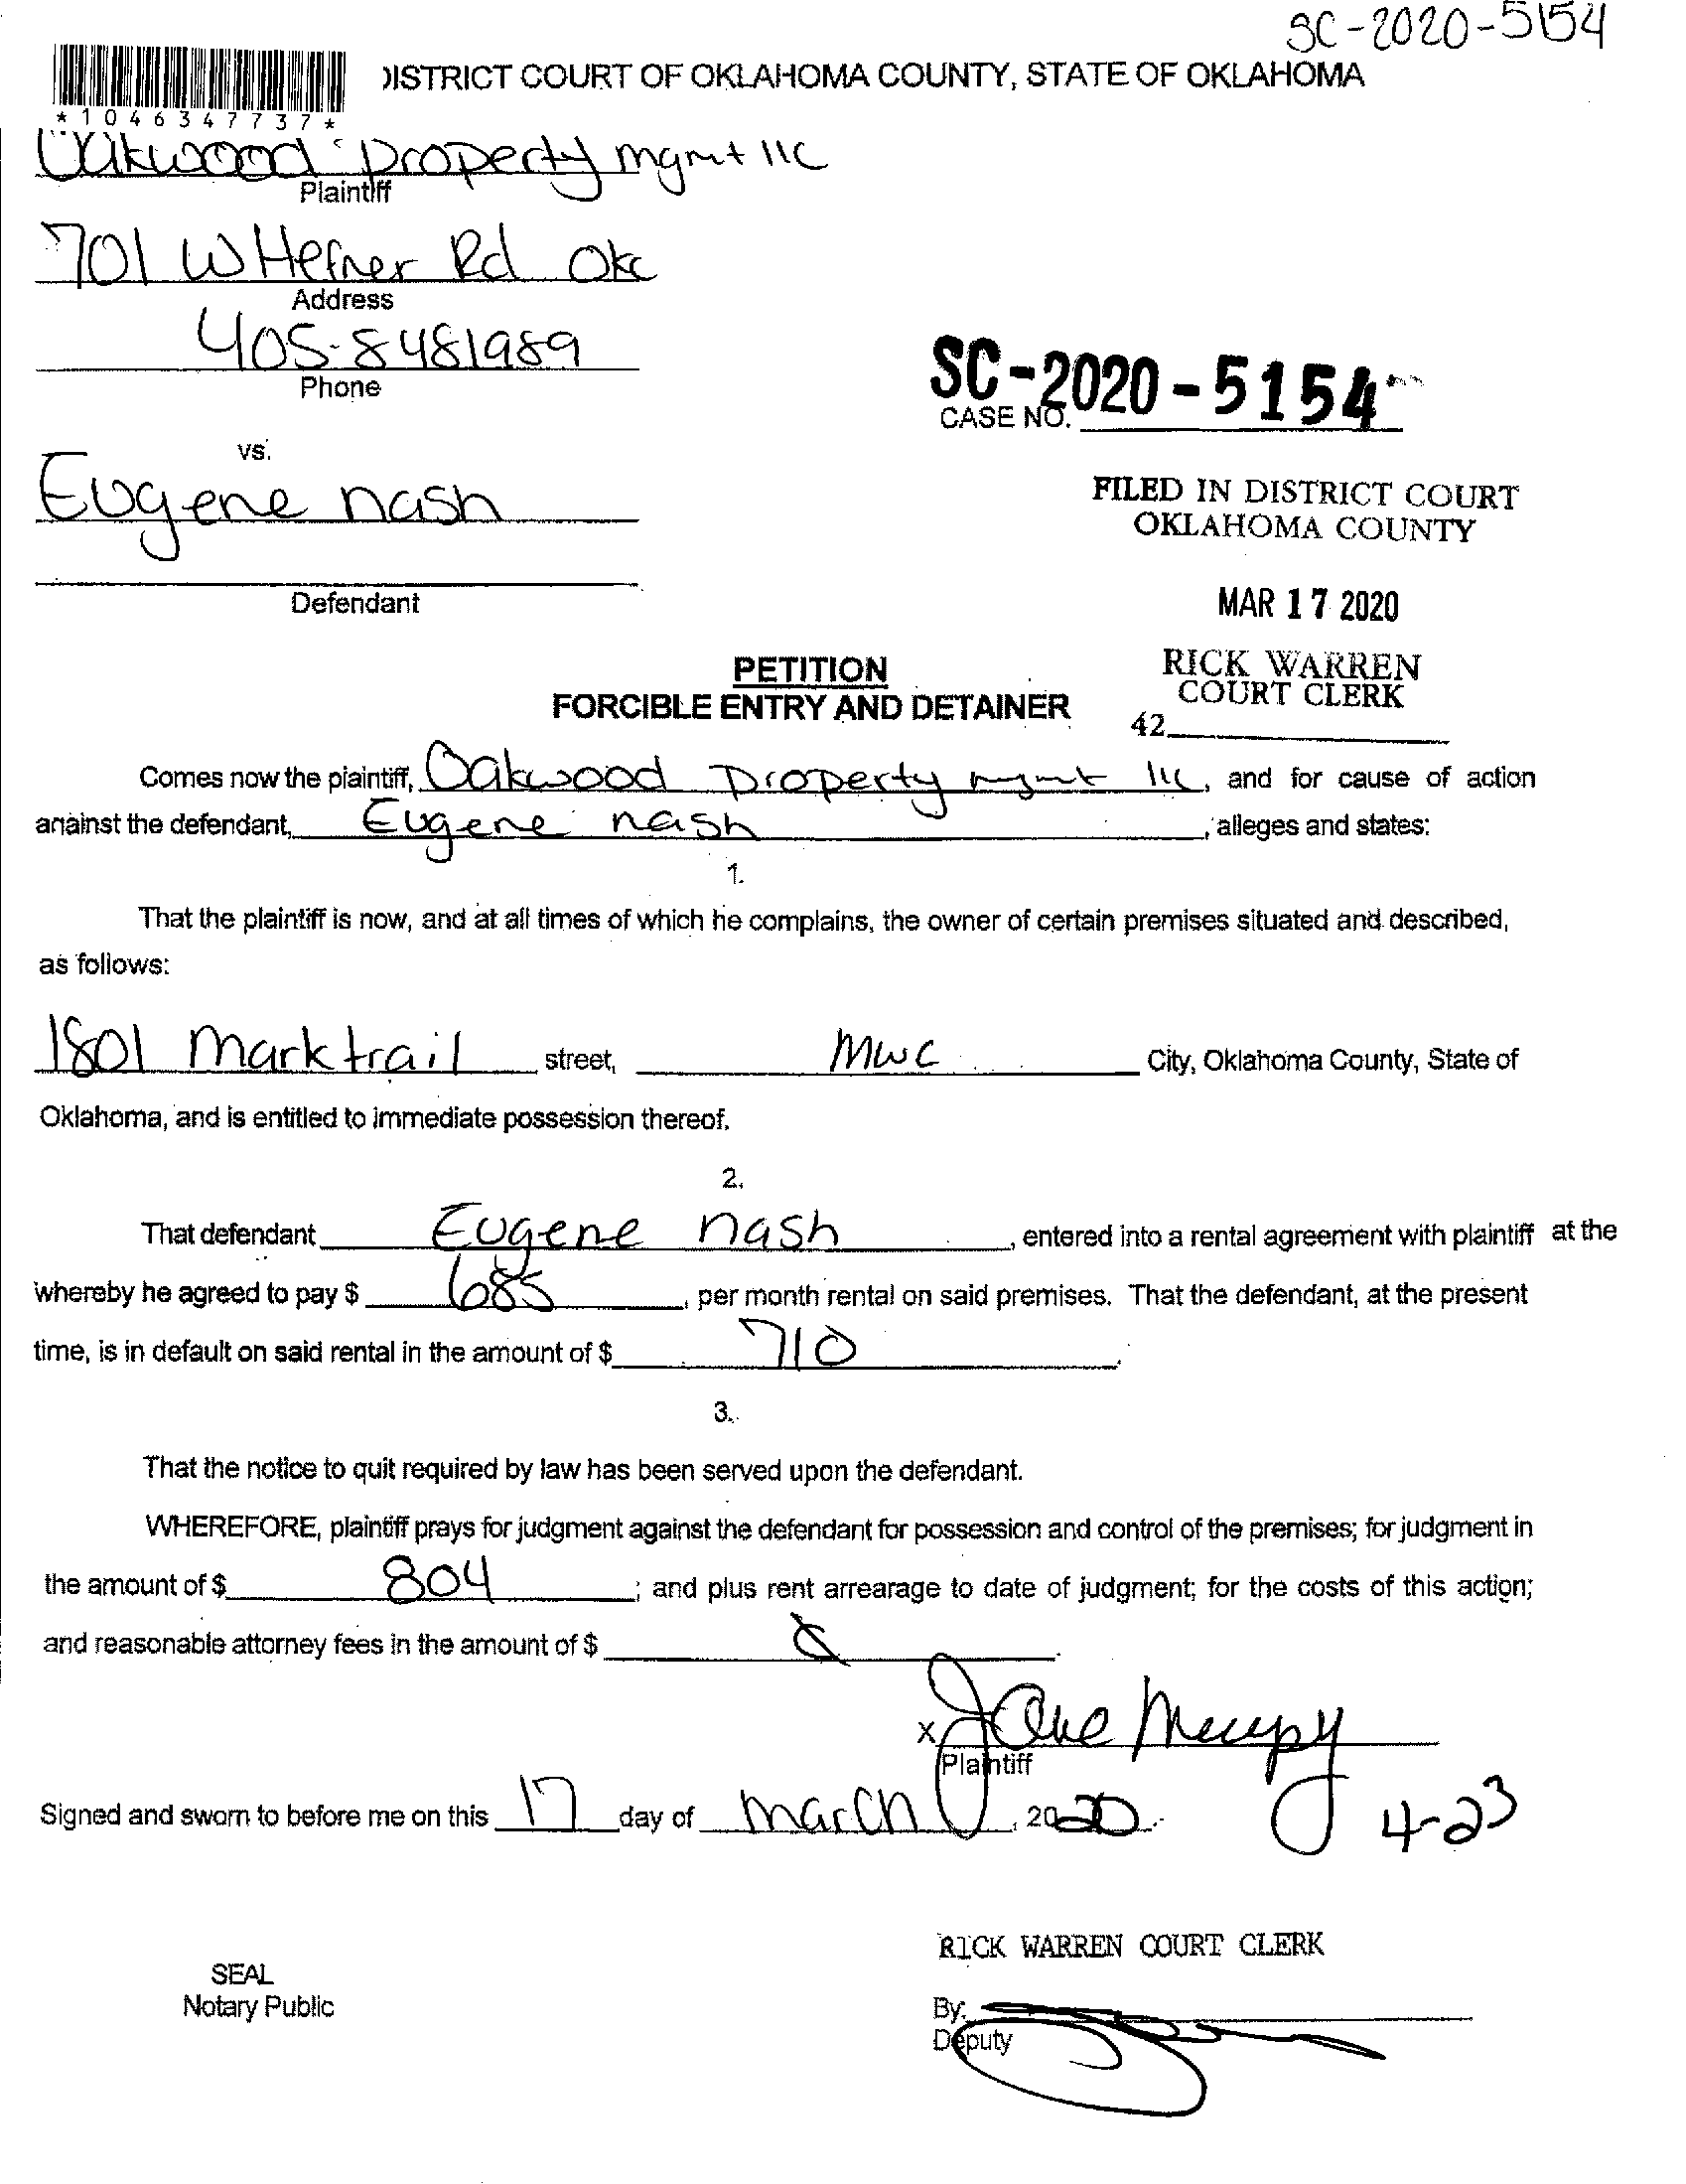 SC-2020-5154
DISTRICT COURT OF OKLAHOMA COUNTY, STATE OF OKLAHOMA
*1046347737*
Oakwood property mgmt llc
Plaintiff
701 W Hefner Rd Okc
Address
405-8481989
Phone
SC-2020-5154
CASE NO.
vs.
Eugene nash
FILED IN DISTRICT COURT
OKLAHOMA COUNTY
Defendant
MAR 17 2020
PETITION
FORCIBLE ENTRY AND DETAINER
RICK WARREN
COURT CLERK
42
Comes now the plaintiff, Oakwood property mgmt llc, and for cause of action
against the defendant, Eugene nash, alleges and states:
1.
That the plaintiff is now, and at all times of which he complains, the owner of certain premises situated and described,
as follows:
1801 Mark trail street, MWC City, Oklahoma County, State of
Oklahoma, and is entitled to immediate possession thereof.
2.
That defendant Eugene nash, entered into a rental agreement with plaintiff at the
whereby he agreed to pay $ 685, per month rental on said premises. That the defendant, at the present
time, is in default on said rental in the amount of $ 710.
3.
That the notice to quit required by law has been served upon the defendant.
WHEREFORE, plaintiff prays for judgment against the defendant for possession and control of the premises; for judgment in
the amount of $ 804; and plus rent arrearage to date of judgment; for the costs of this action;
and reasonable attorney fees in the amount of $
x Jane
Plaintiff
Signed and sworn to before me on this 17 day of March, 2020.
4-23
RICK WARREN COURT CLERK
SEAL
Notary Public
By:
Deputy